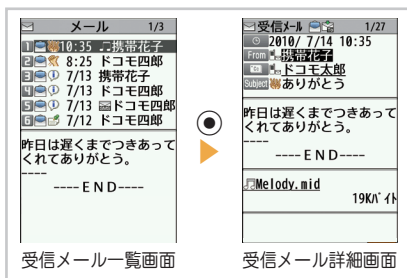 メール 1/3
1 10:35 ♫携帯花子
2 8:25 ドコモ四郎
3 7/13 携帯花子
4 7/13 ドコモ四郎
5 7/13 ドコモ四郎
6 7/12 ドコモ四郎
昨日は遅くまでつきあって
くれてありがとう。
----
----END----
受信メール一覧画面
受信メール 1/27
2010/ 7/14 10:35
From 携帯花子
To ドコモ太郎
Subject ありがとう
昨日は遅くまでつきあって
くれてありがとう。
----
----END----
♫Melody.mid
19Kバイト
受信メール詳細画面